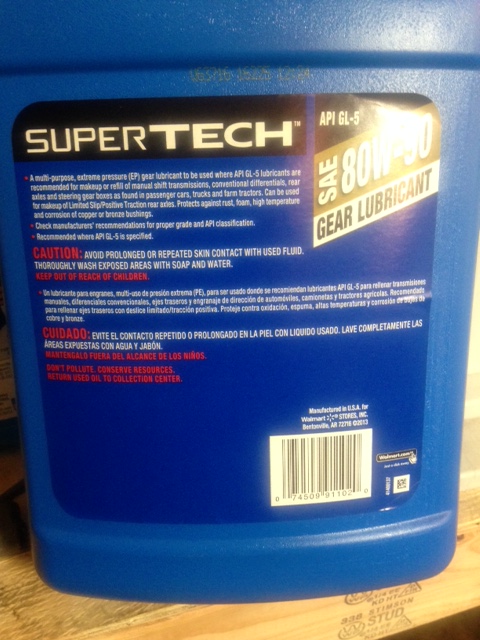 SUPERTECH™
API GL-5
SAE 80W-90
GEAR LUBRICANT
• A multi-purpose, extreme pressure (EP) gear lubricant to be used where API GL-5 lubricants are
recommended for makeup or refill of manual shift transmissions, conventional differentials, rear
axles and steering gear boxes as found in passenger cars, trucks and farm tractors. Can be used
for makeup of Limited Slip/Positive Traction rear axles. Protects against rust, foam, high temperature
and corrosion of copper or bronze bushings.
• Check manufacturers' recommendations for proper grade and API classification.
• Recommended where API GL-5 is specified.
CAUTION: AVOID PROLONGED OR REPEATED SKIN CONTACT WITH USED FLUID.
THOROUGHLY WASH EXPOSED AREAS WITH SOAP AND WATER.
KEEP OUT OF REACH OF CHILDREN.
• Un lubricante para engranes, multi-uso de presión extrema (PE), para ser usado donde se recomiendan lubricantes API GL-5 para rellenar transmisiones
manuales, diferenciales convencionales, ejes traseros y engranaje de dirección de automóviles, camionetas y tractores agrícolas. Recomendado
para rellenar ejes traseros con deslice limitado/tracción positiva. Proteje contra oxidación, espuma, altas temperaturas y corrosión de bujes de
cobre y bronze.
CUIDADO: EVITE EL CONTACTO REPETIDO O PROLONGADO EN LA PIEL CON LIQUIDO USADO. LAVE COMPLETAMENTE LAS
ÁREAS EXPUESTAS CON AGUA Y JABÓN.
MANTENGALO FUERA DEL ALCANCE DE LOS NIÑOS.
DON'T POLLUTE. CONSERVE RESOURCES.
RETURN USED OIL TO COLLECTION CENTER.
Manufactured in U.S.A. for
Walmart STORES, INC.
Bentonville, AR 72716 ©2013
Walmart.com
0 74509 91102 0
KD HT
STIMSON
STUD